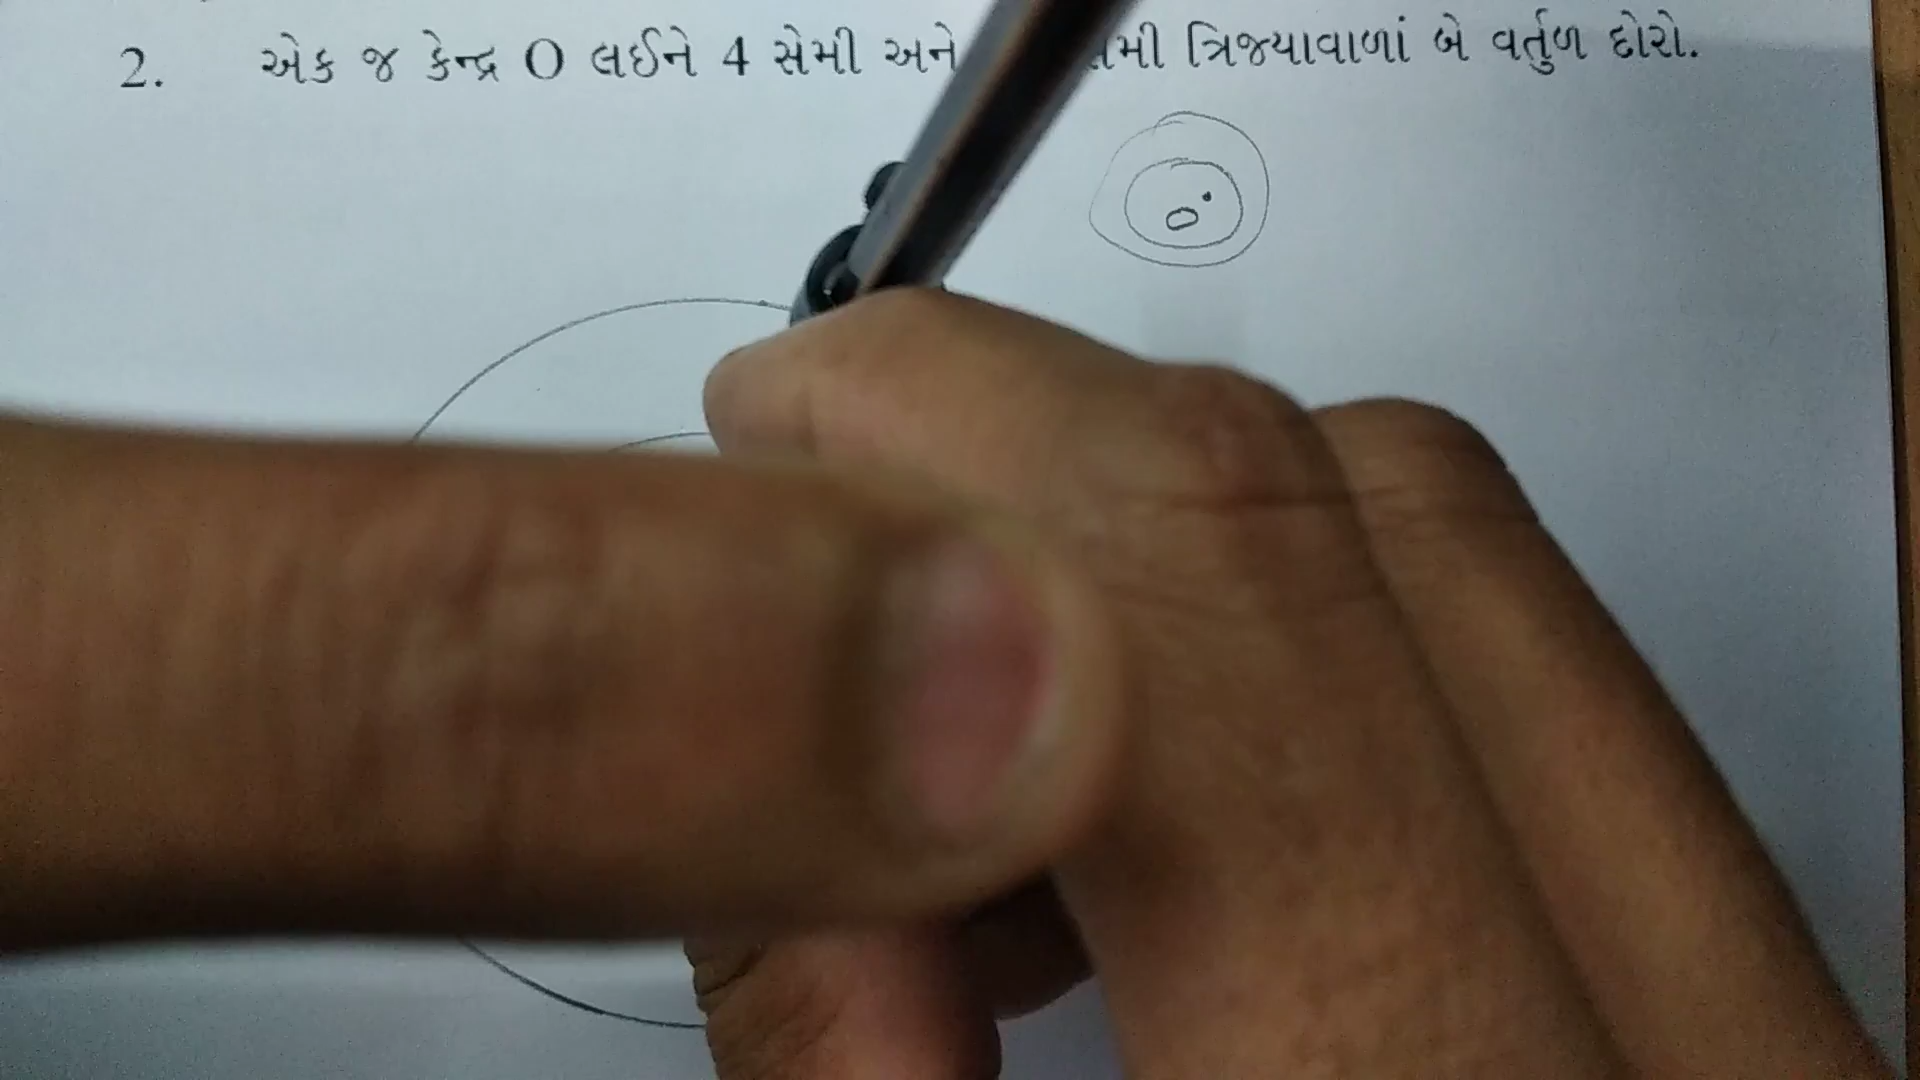 2. એક જ કેન્દ્ર O લઈને 4 સેમી અને ત્રિજ્યાવાળાં બે વર્તુળ દોરો.
O